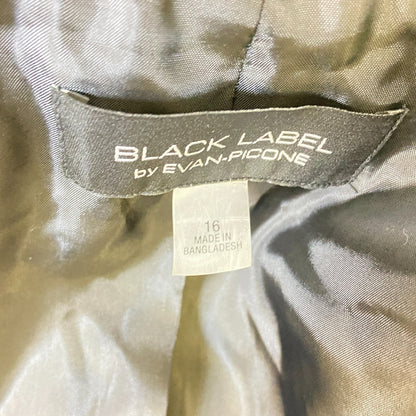 BLACK LABEL
by EVAN-PICONE
16
MADE IN
BANGLADESH